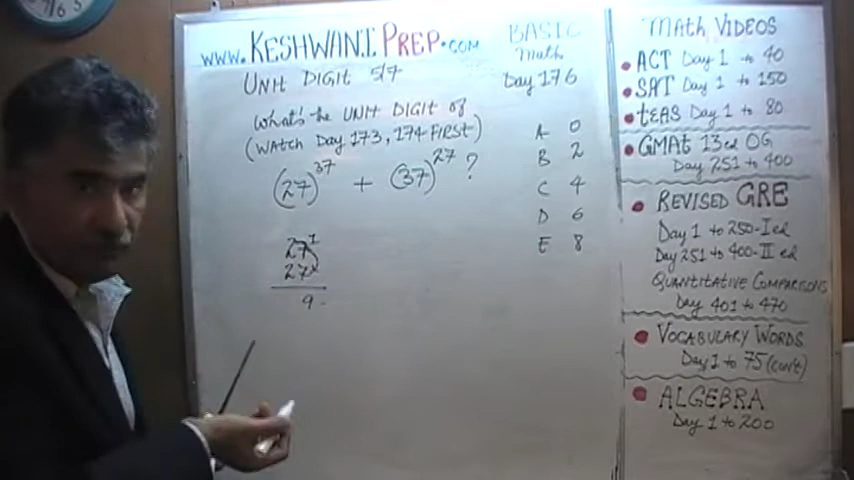 www.KESHWANI PREP.COM
BASIC
Math
Day 176
UNIT DIGIT 5/7
What's the UNIT DIGIT of
(WATCH DAY 173, 174 FIRST)
(27)^37 + (37)^27 ?
A 0
B 2
C 4
D 6
E 8
27^1
27x
9
MATH VIDEOS
ACT Day 1 to 40
SAT Day 1 to 150
tEAS Day 1 to 80
GMAt 13ed OG
Day 251 to 400
REVISED GRE
Day 1 to 250-I ed
Day 251 to 400-II ed
QUANTITATIVE COMPARISONS
Day 401 to 470
VOCABULARY WORDS
Day 1 to 75 (con't)
ALGEBRA
Day 1 to 200